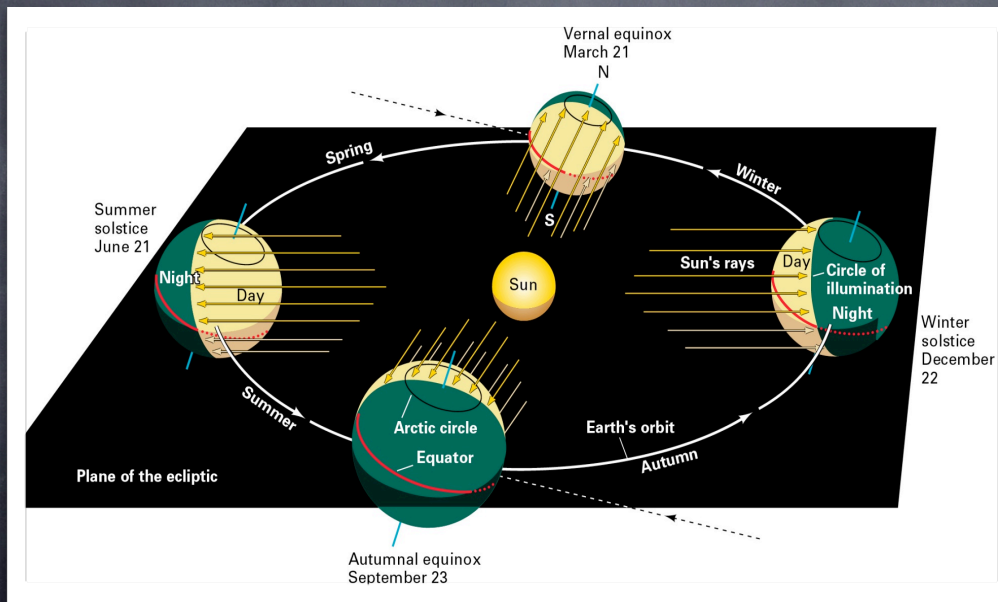 Vernal equinox
March 21
N
Spring
Winter
S
Summer
solstice
June 21
Night
Day
Sun
Sun's rays
Day
Circle of
illumination
Night
Winter
solstice
December
22
Summer
Arctic circle
Equator
Earth's orbit
Autumn
Plane of the ecliptic
Autumnal equinox
September 23